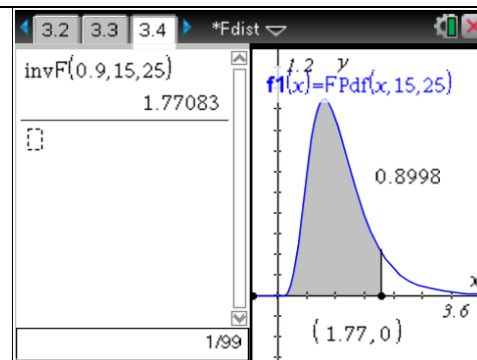 3.2 3.3 3.4 *Fdist
invF(0.9,15,25)
1.77083
1/99
1.2 y
f1(x)=FPdf(x,15,25)
0.8998
x
3.6
(1.77,0)